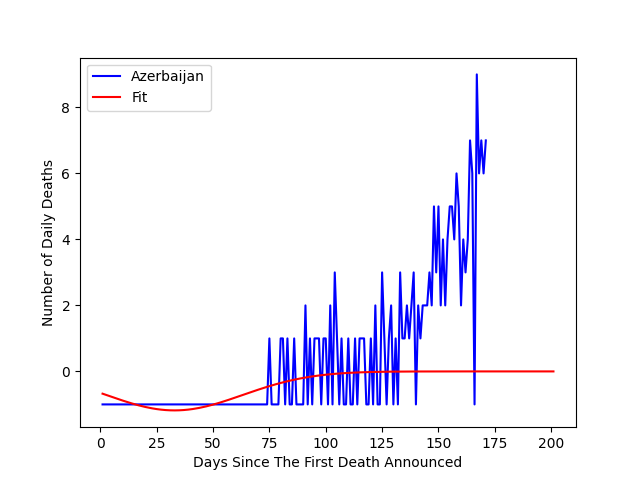 Azerbaijan
Fit
Number of Daily Deaths
8
6
4
2
0
0 25 50 75 100 125 150 175 200
Days Since The First Death Announced